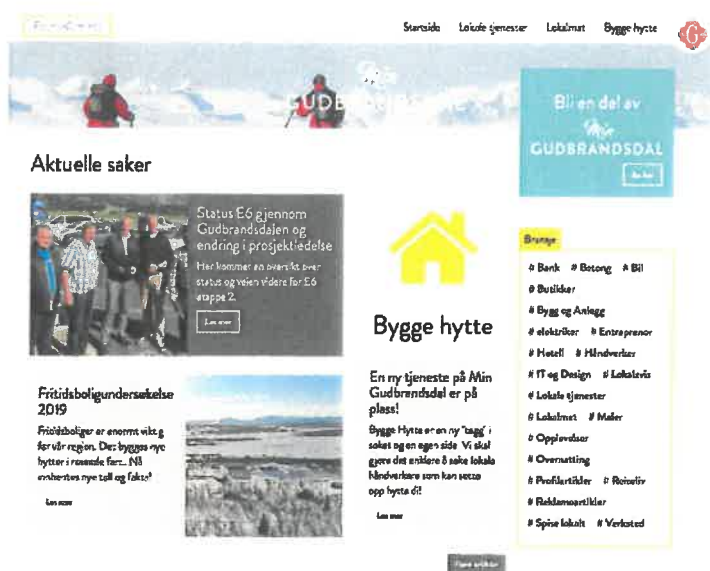 Startside Lokale tjenester Lokalmat Bygge hytte
G
Bli en del av
Min
GUDBRANDSDAL
Aktuelle saker
Status E6 gjennom
Gudbrandsdalen og
endring i prosjektledelse
Her kommer en oversikt over
status og veien videre for E6
etappe 2.
Les mer
Bygge hytte
Fritidsboligundersøkelse
2019
Fritidsboliger er enormt viktig
for vår region. Det bygges nye
hytter i rasende fart... Nå
innhentes nye tall og fakta!
Les mer
En ny tjeneste på Min
Gudbrandsdal er på
plass!
Bygge Hytte er en ny "tagg" i
søket og en egen side. Vi skal
gjøre det enklere å søke lokale
håndverkere som kan sette
opp hytta di!
Les mer
Bransje
# Bank # Betong # Bil
# Butikker
# Bygg og Anlegg
# elektriker # Entreprenør
# Hotell # Håndverker
# IT og Design # Lokalavis
# Lokale tjenester
# Lokalmat # Maler
# Opplevelser
# Overnatting
# Profilartikler # Reiseliv
# Reklameartikler
# Spise lokalt # Verksted